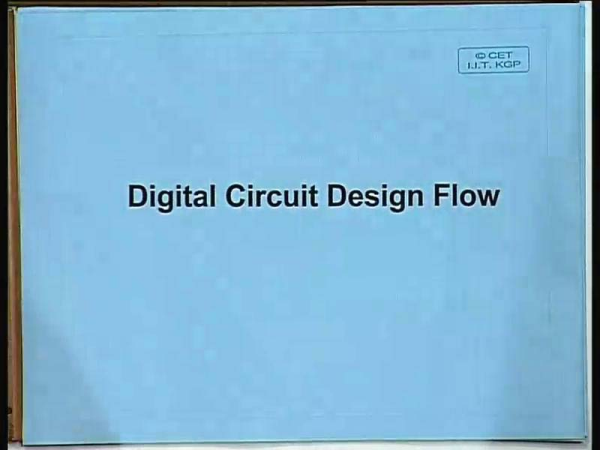 © CET
I.I.T. KGP
Digital Circuit Design Flow